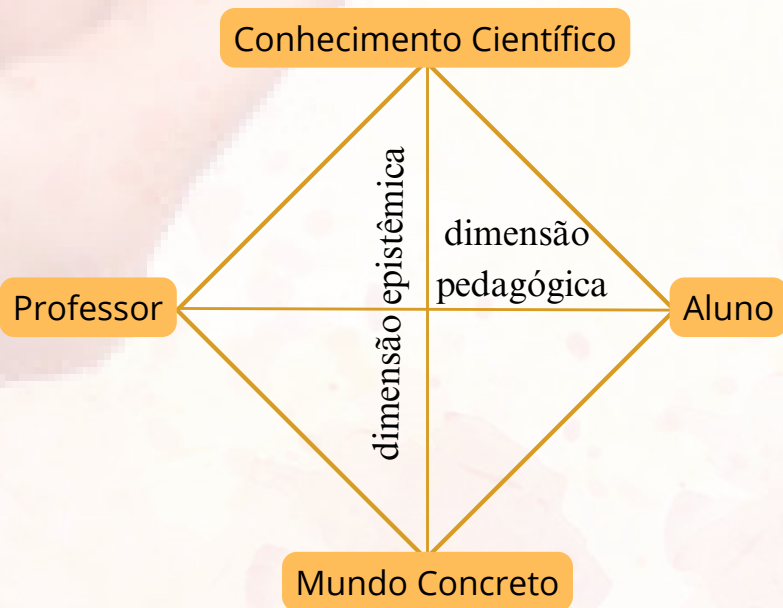 Conhecimento Científico
dimensão epistêmica
dimensão
pedagógica
Professor
Aluno
Mundo Concreto